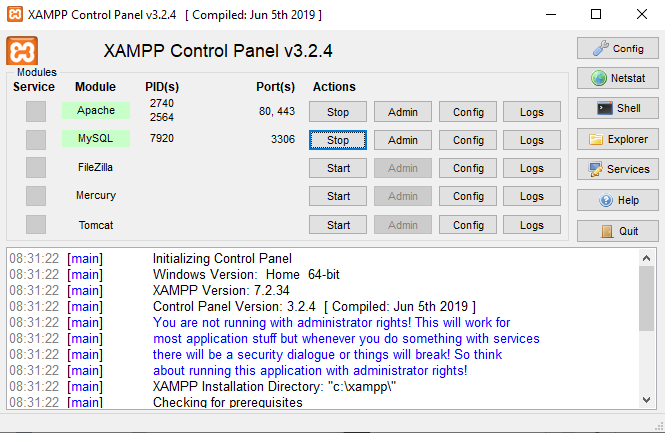 XAMPP Control Panel v3.2.4 [ Compiled: Jun 5th 2019 ]
XAMPP Control Panel v3.2.4
Config
Modules
Service Module PID(s) Port(s) Actions
Netstat
Apache 2740 2564 80, 443 Stop Admin Config Logs
Shell
MySQL 7920 3306 Stop Admin Config Logs
Explorer
FileZilla Start Admin Config Logs
Services
Mercury Start Admin Config Logs
Help
Tomcat Start Admin Config Logs
Quit
08:31:22 [main] Initializing Control Panel
08:31:22 [main] Windows Version: Home 64-bit
08:31:22 [main] XAMPP Version: 7.2.34
08:31:22 [main] Control Panel Version: 3.2.4 [ Compiled: Jun 5th 2019 ]
08:31:22 [main] You are not running with administrator rights! This will work for
08:31:22 [main] most application stuff but whenever you do something with services
08:31:22 [main] there will be a security dialogue or things will break! So think
08:31:22 [main] about running this application with administrator rights!
08:31:22 [main] XAMPP Installation Directory: "c:\xampp\"
08:31:22 [main] Checking for prerequisites